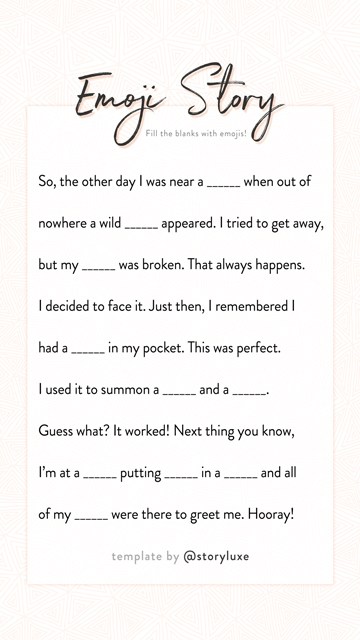 Emoji Story
Fill the blanks with emojis!
So, the other day I was near a ______ when out of
nowhere a wild ______ appeared. I tried to get away,
but my ______ was broken. That always happens.
I decided to face it. Just then, I remembered I
had a ______ in my pocket. This was perfect.
I used it to summon a ______ and a ______.
Guess what? It worked! Next thing you know,
I'm at a ______ putting ______ in a ______ and all
of my ______ were there to greet me. Hooray!
template by @storyluxe